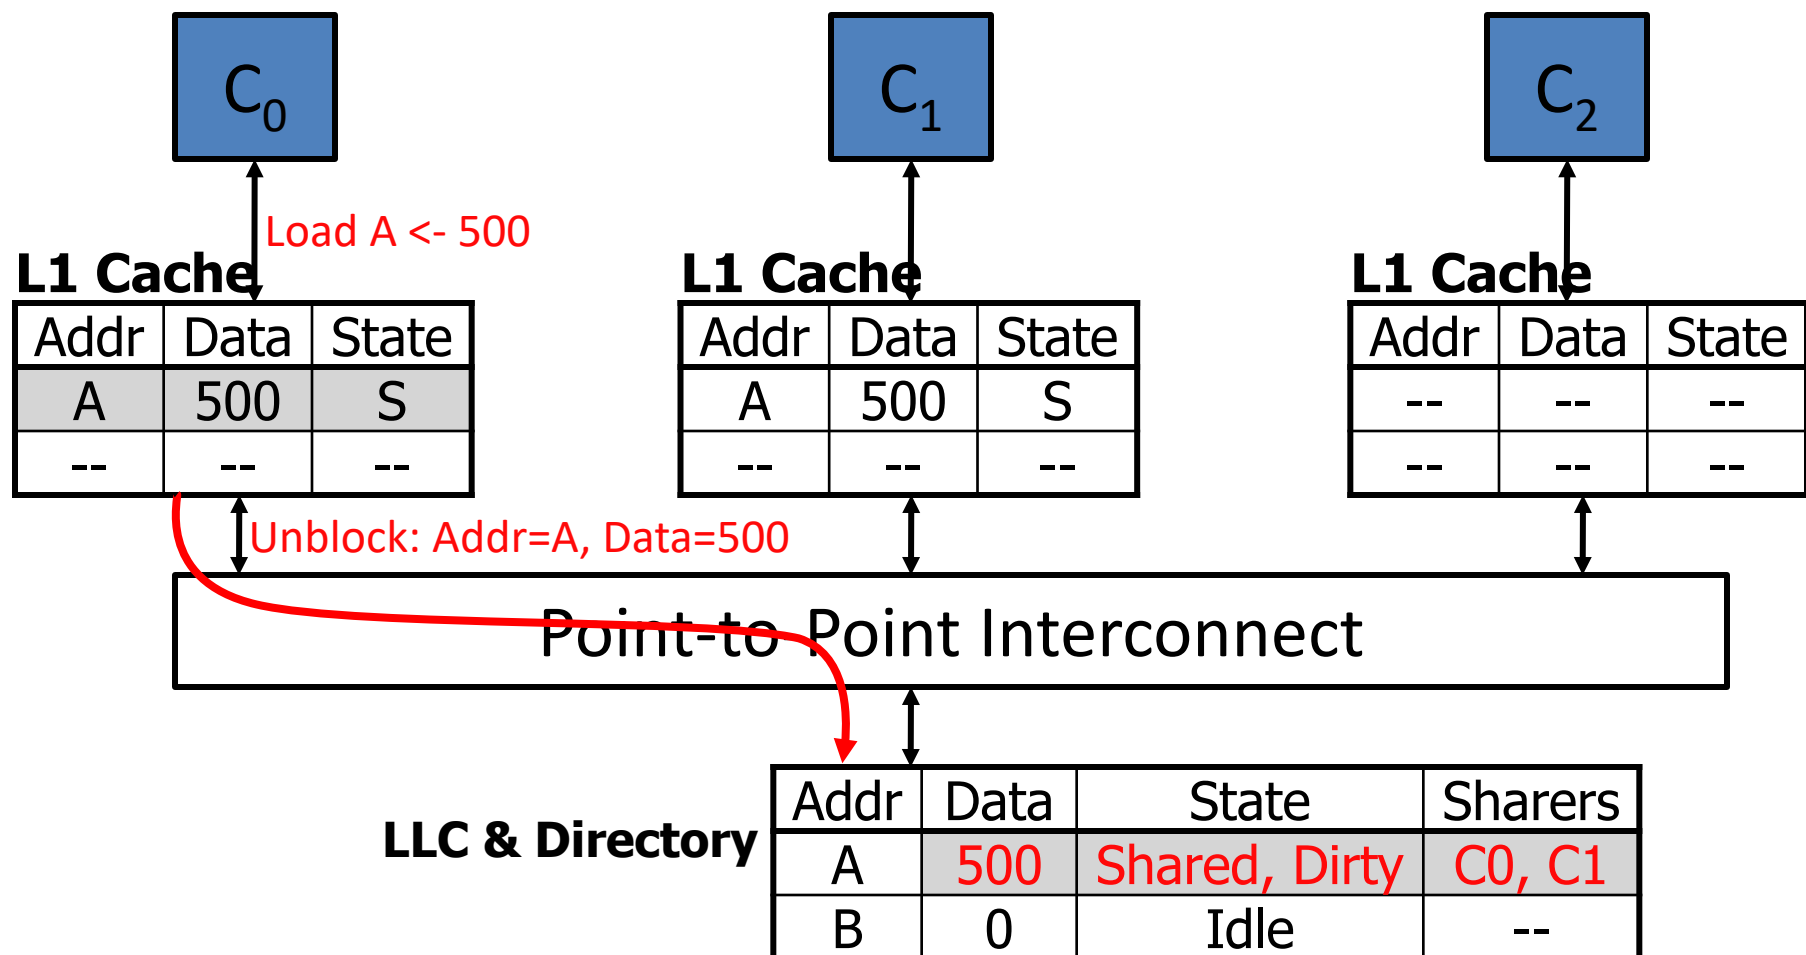 C0 C1 C2
Load A <- 500
L1 Cache L1 Cache L1 Cache
Addr Data State Addr Data State Addr Data State
A 500 S A 500 S -- -- --
-- -- -- -- -- -- -- -- --
Unblock: Addr=A, Data=500
Point-to Point Interconnect
Addr Data State Sharers
LLC & Directory
A 500 Shared, Dirty C0, C1
B 0 Idle --